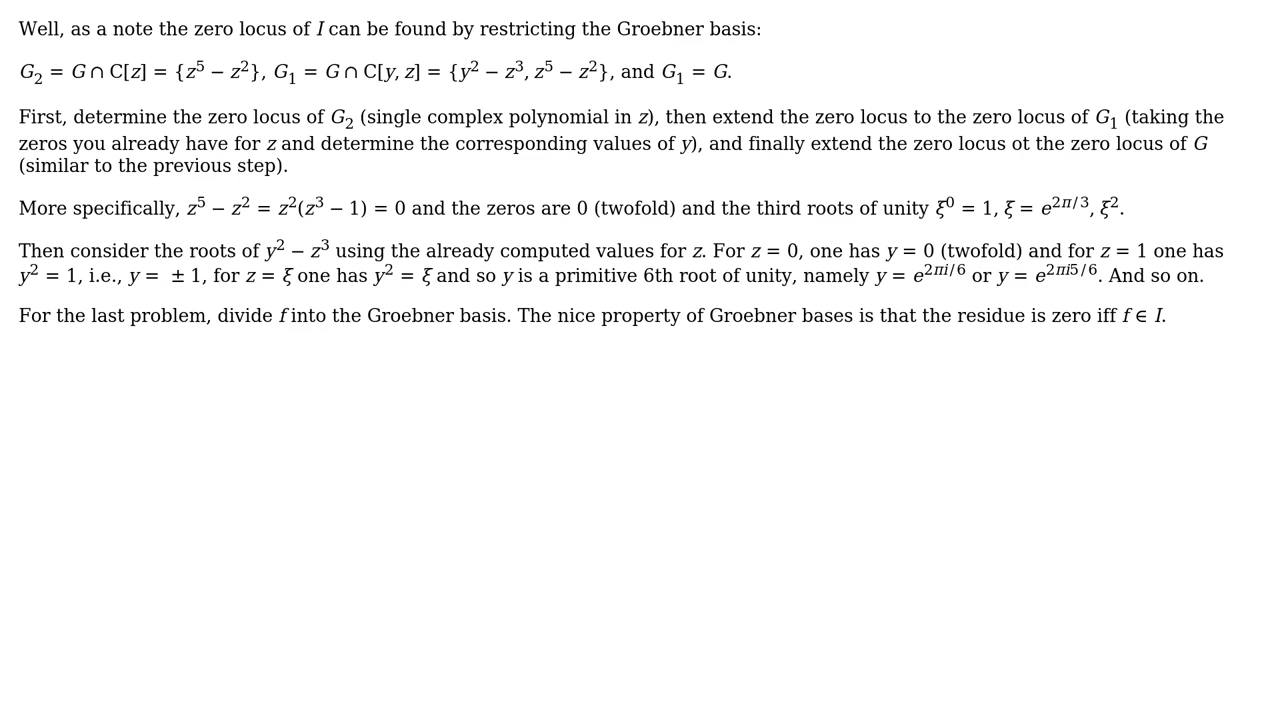 Well, as a note the zero locus of I can be found by restricting the Groebner basis:
G₂ = G ∩ C[z] = {z⁵ − z²}, G₁ = G ∩ C[y, z] = {y² − z³, z⁵ − z²}, and G₁ = G.
First, determine the zero locus of G₂ (single complex polynomial in z), then extend the zero locus to the zero locus of G₁ (taking the
zeros you already have for z and determine the corresponding values of y), and finally extend the zero locus ot the zero locus of G
(similar to the previous step).
More specifically, z⁵ − z² = z²(z³ − 1) = 0 and the zeros are 0 (twofold) and the third roots of unity ξ⁰ = 1, ξ = e^{2π/3}, ξ².
Then consider the roots of y² − z³ using the already computed values for z. For z = 0, one has y = 0 (twofold) and for z = 1 one has
y² = 1, i.e., y = ± 1, for z = ξ one has y² = ξ and so y is a primitive 6th root of unity, namely y = e^{2πi/6} or y = e^{2πi5/6}. And so on.
For the last problem, divide f into the Groebner basis. The nice property of Groebner bases is that the residue is zero iff f ∈ I.